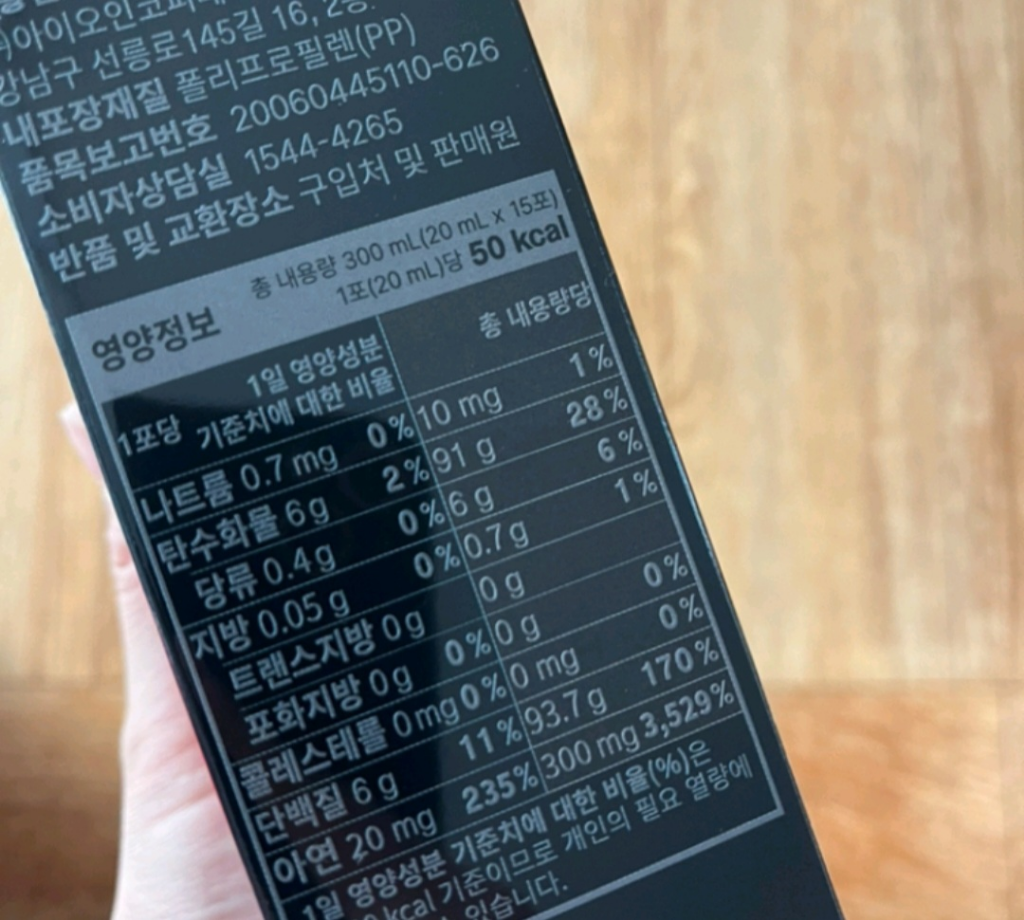 )아이오인코퍼레
강남구 선릉로145길 16, 2층
내포장재질 폴리프로필렌(PP)
품목보고번호 20060445110-626
소비자상담실 1544-4265
반품 및 교환장소 구입처 및 판매원
영양정보
총 내용량 300 mL(20 mL x 15포)
1포(20 mL)당 50 kcal
1포당 1일 영양성분 기준치에 대한 비율 총 내용량당
나트륨 0.7 mg 0% 10 mg 1%
탄수화물 6g 2% 91 g 28%
당류 0.4g 0% 6 g 6%
지방 0.05 g 0% 0.7g 1%
트랜스지방 0g 0 g
포화지방 0g 0% 0 g 0%
콜레스테롤 0mg 0% 0 mg 0%
단백질 6 g 11% 93.7g 170%
아연 20 mg 235% 300 mg 3,529%
1일 영양성분 기준치에 대한 비율(%)은
kcal 기준이므로 개인의 필요 열량에
있습니다.